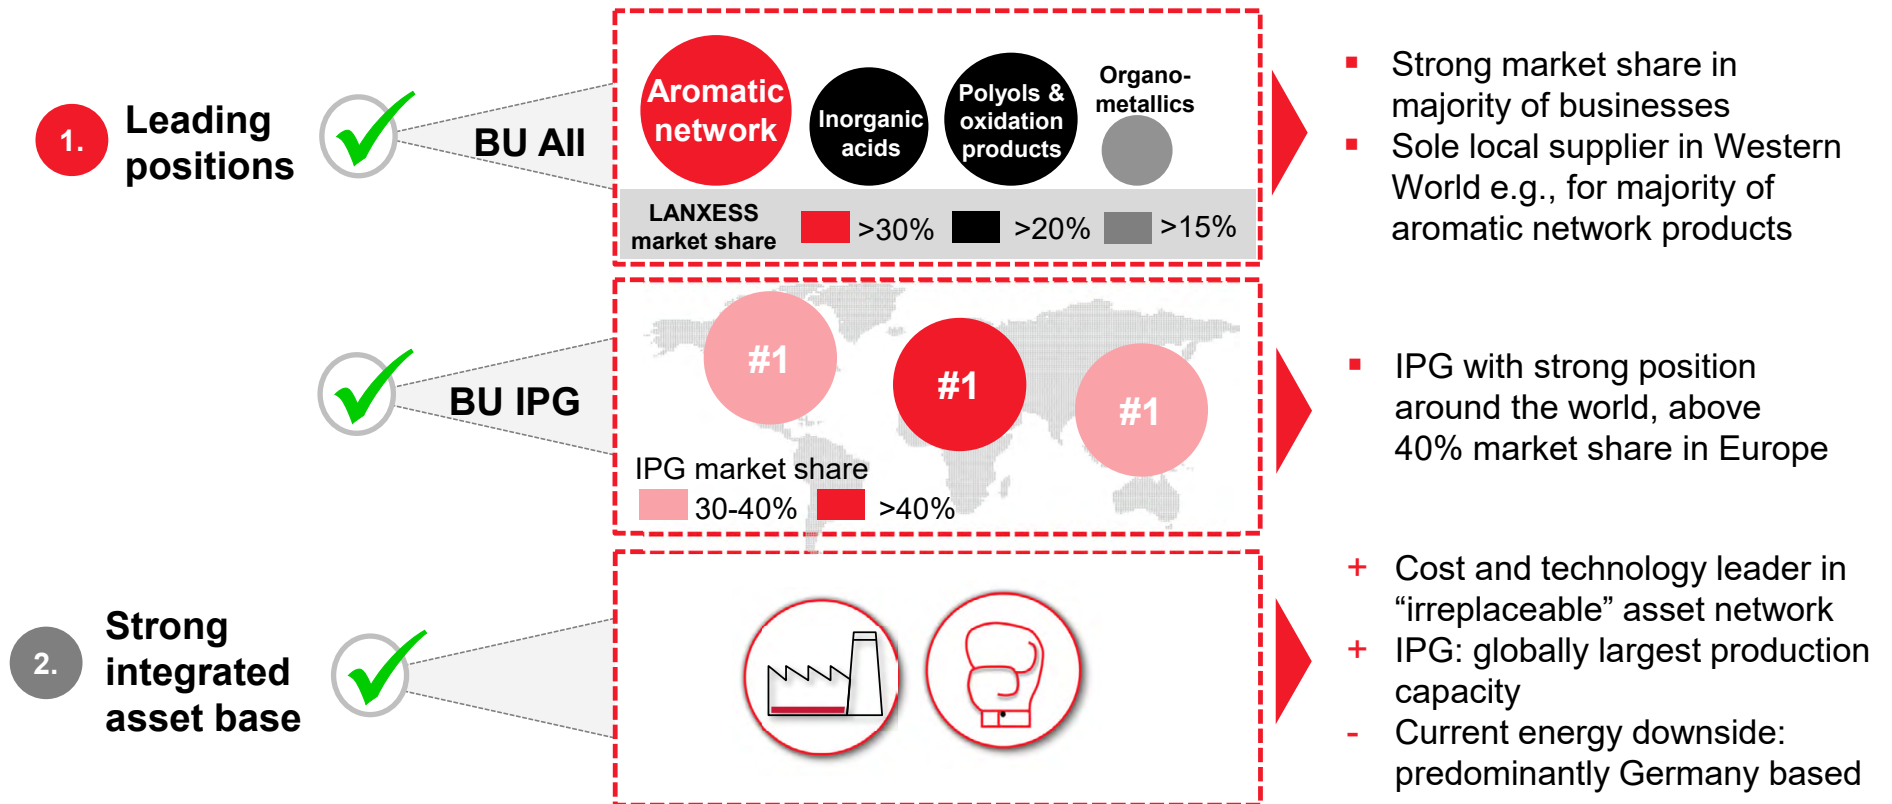 1.
Leading
positions
BU AII
Aromatic
network
Inorganic
acids
Polyols &
oxidation
products
Organo-
metallics
LANXESS
market share
>30%
>20%
>15%
▪ Strong market share in
majority of businesses
▪ Sole local supplier in Western
World e.g., for majority of
aromatic network products
BU IPG
#1
#1
#1
IPG market share
30-40%
>40%
▪ IPG with strong position
around the world, above
40% market share in Europe
2.
Strong
integrated
asset base
+ Cost and technology leader in
“irreplaceable” asset network
+ IPG: globally largest production
capacity
- Current energy downside:
predominantly Germany based